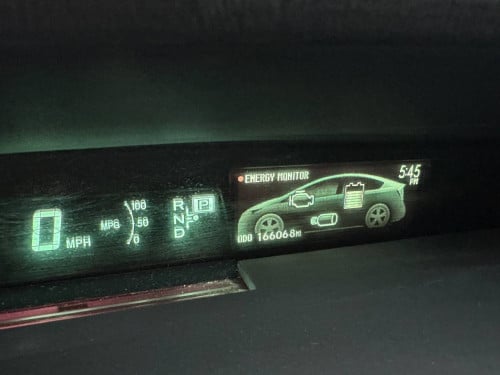 0 MPH
MPG
100
50
0
R
P
N
D
ENERGY MONITOR
5:45
PM
ODO 166068MI